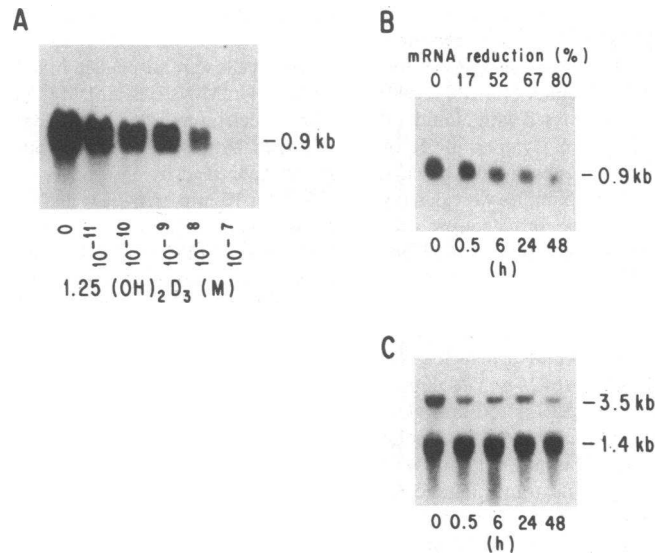 A
-0.9 kb
0 10-11 10-10 10-9 10-8 10-7
1.25 (OH)2 D3 (M)
B
mRNA reduction (%)
0 17 52 67 80
-0.9 kb
0 0.5 6 24 48
(h)
C
-3.5 kb
-1.4 kb
0 0.5 6 24 48
(h)